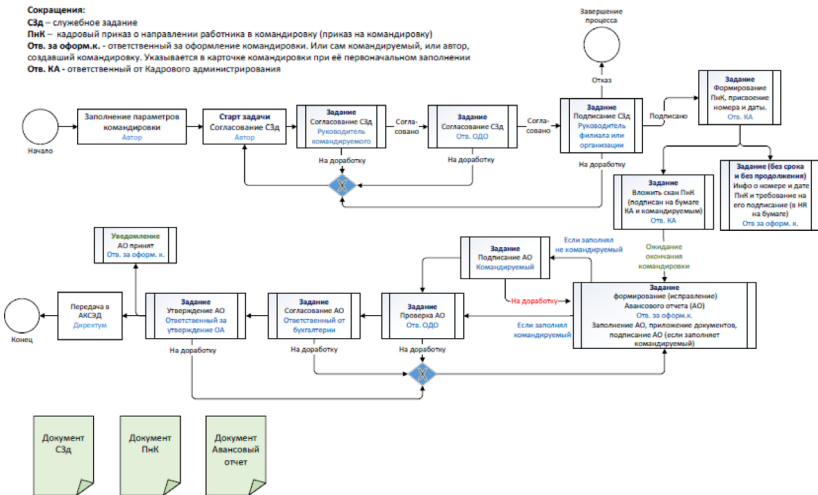 Сокращения:
СЗд – служебное задание
ПнК – кадровый приказ о направлении работника в командировку (приказ на командировку)
Отв. за оформ.к. - ответственный за оформление командировки. Или сам командируемый, или автор,
создавший командировку. Указывается в карточке командировки при её первоначальном заполнении
Отв. КА - ответственный от Кадрового администрирования
Завершение
процесса
Отказ
Начало
Заполнение параметров
командировки
Автор
Старт задачи
Согласование СЗд
Автор
Задание
Согласование СЗд
Руководитель
командируемого
Согла-
совано
Задание
Согласование СЗд
Отв. ОДО
Согла-
совано
Задание
Подписание СЗд
Руководитель
филиала или
организации
Подписано
Задание
Формирование
ПнК, присвоение
номера и даты.
Отв. КА
На доработку
На доработку
На доработку
Задание
Вложить скан ПнК
(подписан на бумаге
КА и командируемым)
Отв. КА
Задание (без срока
и без продолжения)
Инфо о номере и дате
ПнК и требование на
его подписание (в HR
на бумаге)
Отв за оформ. к.
Ожидание
окончания
командировки
Уведомление
АО принят
Отв. за оформ. к.
Задание
Подписание АО
Командируемый
Если заполнял
не командируемый
На доработку
Если заполнял
командируемый
Задание
формирование (исправление)
Авансового отчета (АО)
Отв. за оформ.к.
Заполнение АО, приложение документов,
подписание АО (если заполняет
командируемый)
Конец
Передача в
АКСЭД
Директум
Задание
Утверждение АО
Ответственный за
утверждение ОА
Задание
Согласование АО
Ответственный от
бухгалтерии
Задание
Проверка АО
Отв. ОДО
На доработку
На доработку
На доработку
Документ
СЗд
Документ
ПнК
Документ
Авансовый
отчет